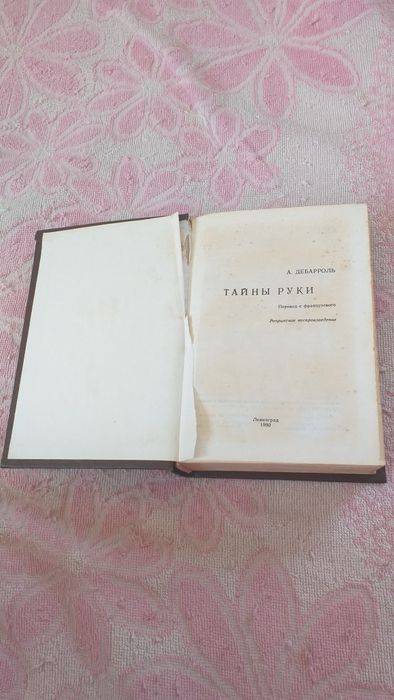 А. ДЕБАРРОЛЬ
ТАЙНЫ РУКИ
Перевод с французского
Репринтное воспроизведение
Ленинград
1990